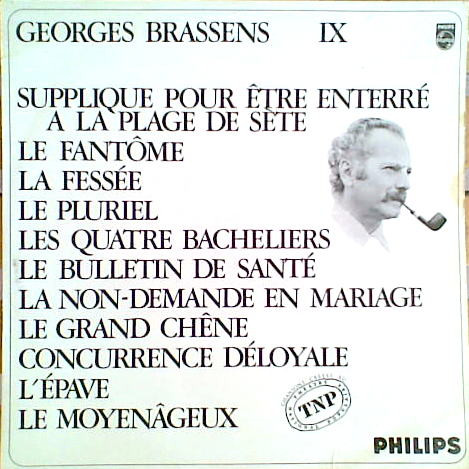 GEORGES BRASSENS IX
PHILIPS
SUPPLIQUE POUR ÊTRE ENTERRÉ
A LA PLAGE DE SÈTE
LE FANTÔME
LA FESSÉE
LE PLURIEL
LES QUATRE BACHELIERS
LE BULLETIN DE SANTÉ
LA NON-DEMANDE EN MARIAGE
LE GRAND CHÊNE
CONCURRENCE DÉLOYALE
L'ÉPAVE
LE MOYENÂGEUX
TNP
PHILIPS